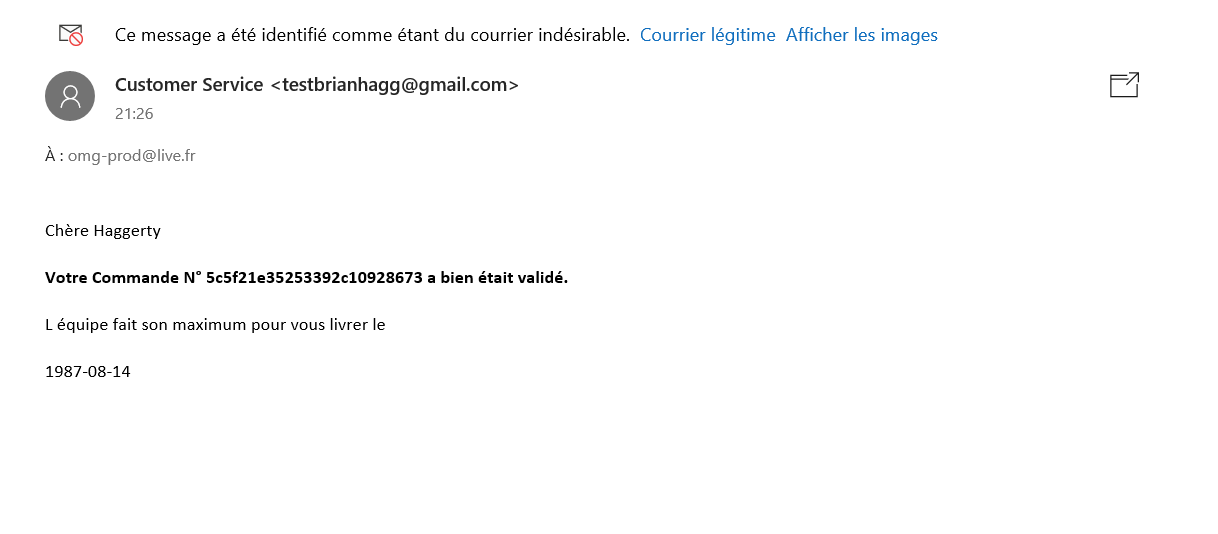 Ce message a été identifié comme étant du courrier indésirable. Courrier légitime Afficher les images
Customer Service <testbrianhagg@gmail.com>
21:26
À : omg-prod@live.fr
Chère Haggerty
Votre Commande N° 5c5f21e35253392c10928673 a bien était validé.
L équipe fait son maximum pour vous livrer le
1987-08-14